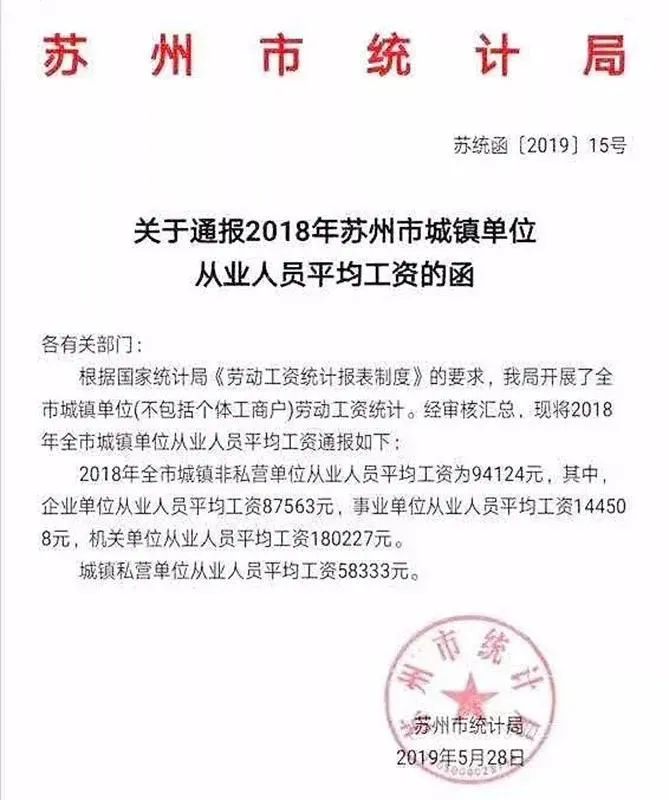 苏州市统计局
苏统函〔2019〕15号
关于通报2018年苏州市城镇单位
从业人员平均工资的函
各有关部门：
根据国家统计局《劳动工资统计报表制度》的要求，我局开展了全
市城镇单位(不包括个体工商户)劳动工资统计。经审核汇总，现将2018
年全市城镇单位从业人员平均工资通报如下：
2018年全市城镇非私营单位从业人员平均工资为94124元，其中，
企业单位从业人员平均工资87563元，事业单位从业人员平均工资14450
8元，机关单位从业人员平均工资180227元。
城镇私营单位从业人员平均工资58333元。
苏州市统计局
苏州市统计局
2019年5月28日